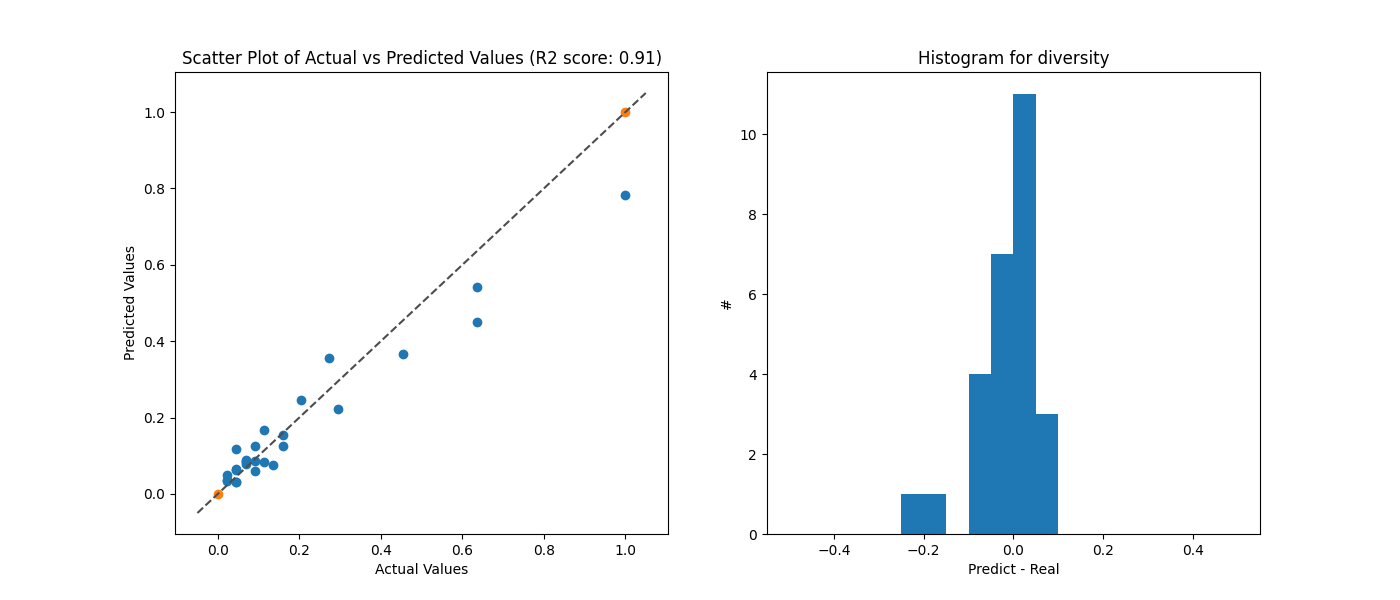 Scatter Plot of Actual vs Predicted Values (R2 score: 0.91)
1.0
0.8
0.6
0.4
0.2
0.0
Predicted Values
0.0 0.2 0.4 0.6 0.8 1.0
Actual Values
Histogram for diversity
10
8
6
4
2
0
#
−0.4 −0.2 0.0 0.2 0.4
Predict - Real